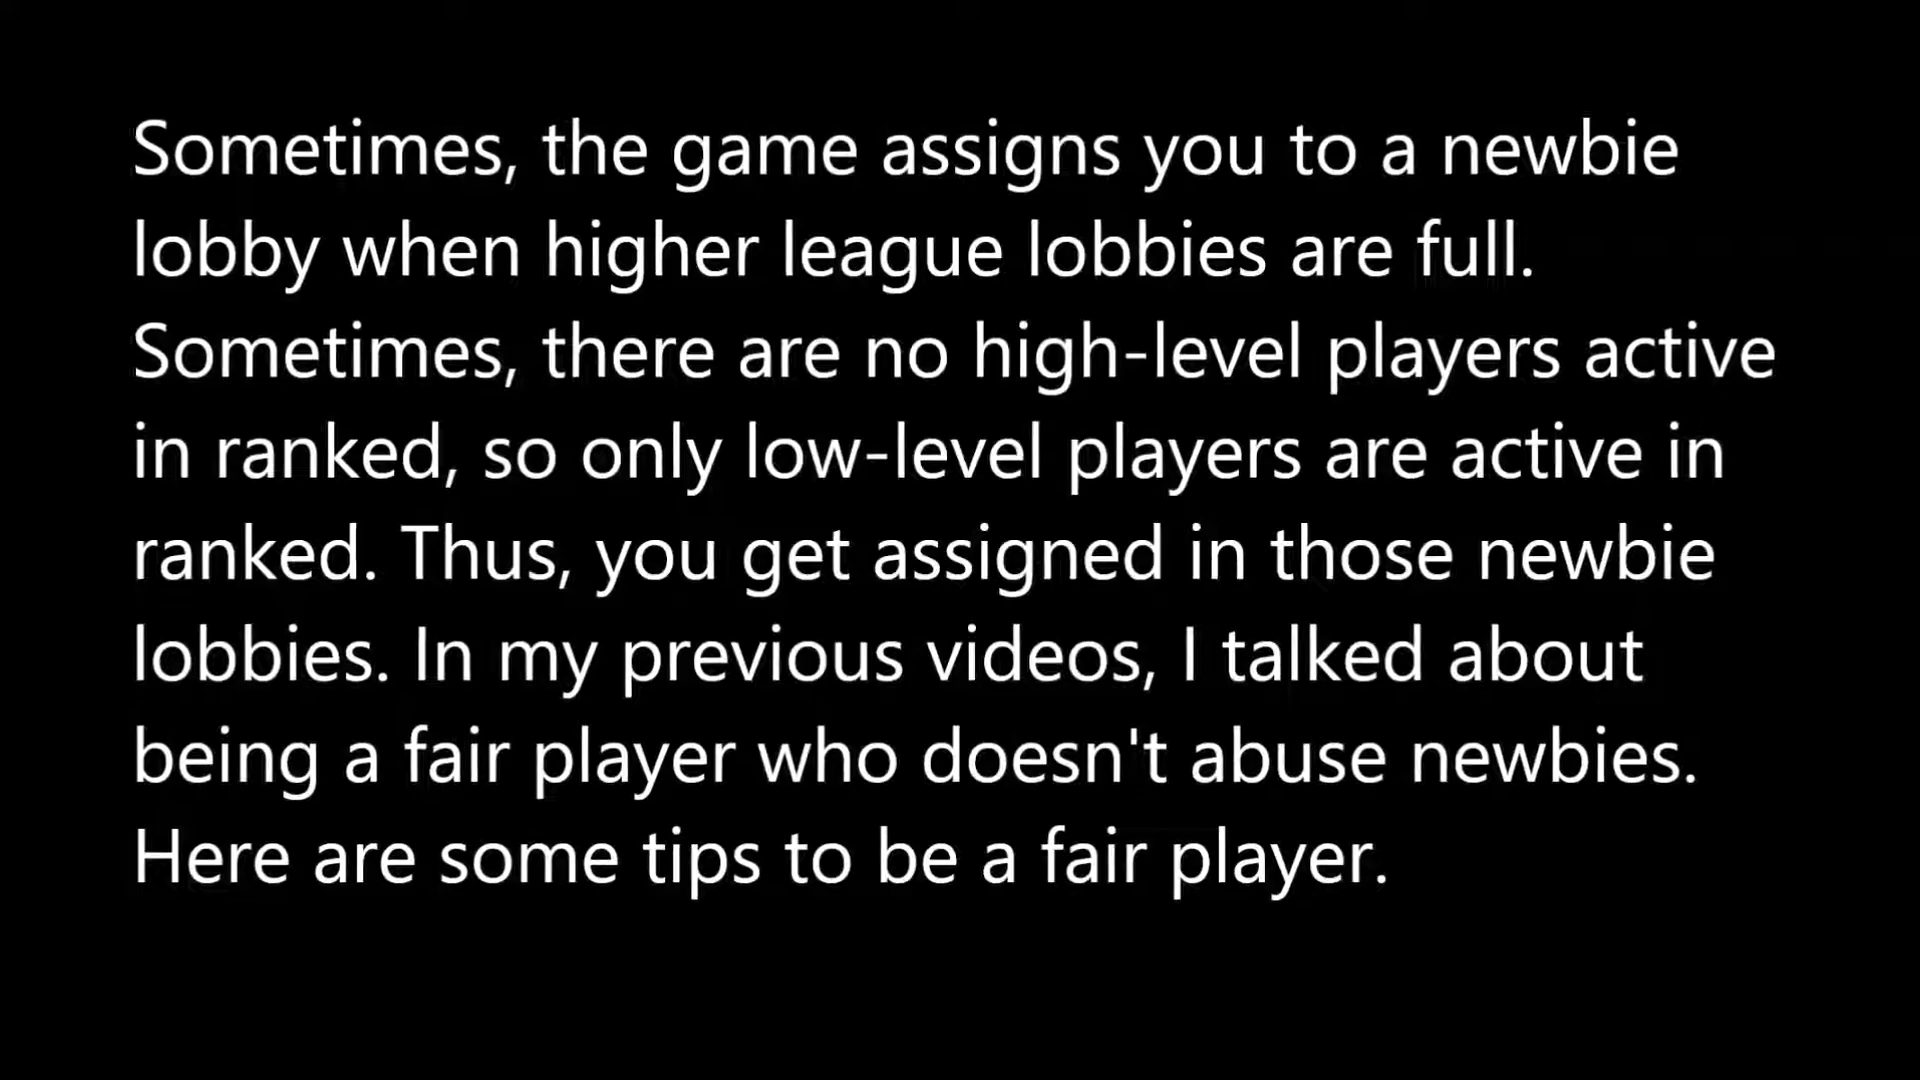 Sometimes, the game assigns you to a newbie
lobby when higher league lobbies are full.
Sometimes, there are no high-level players active
in ranked, so only low-level players are active in
ranked. Thus, you get assigned in those newbie
lobbies. In my previous videos, I talked about
being a fair player who doesn't abuse newbies.
Here are some tips to be a fair player.